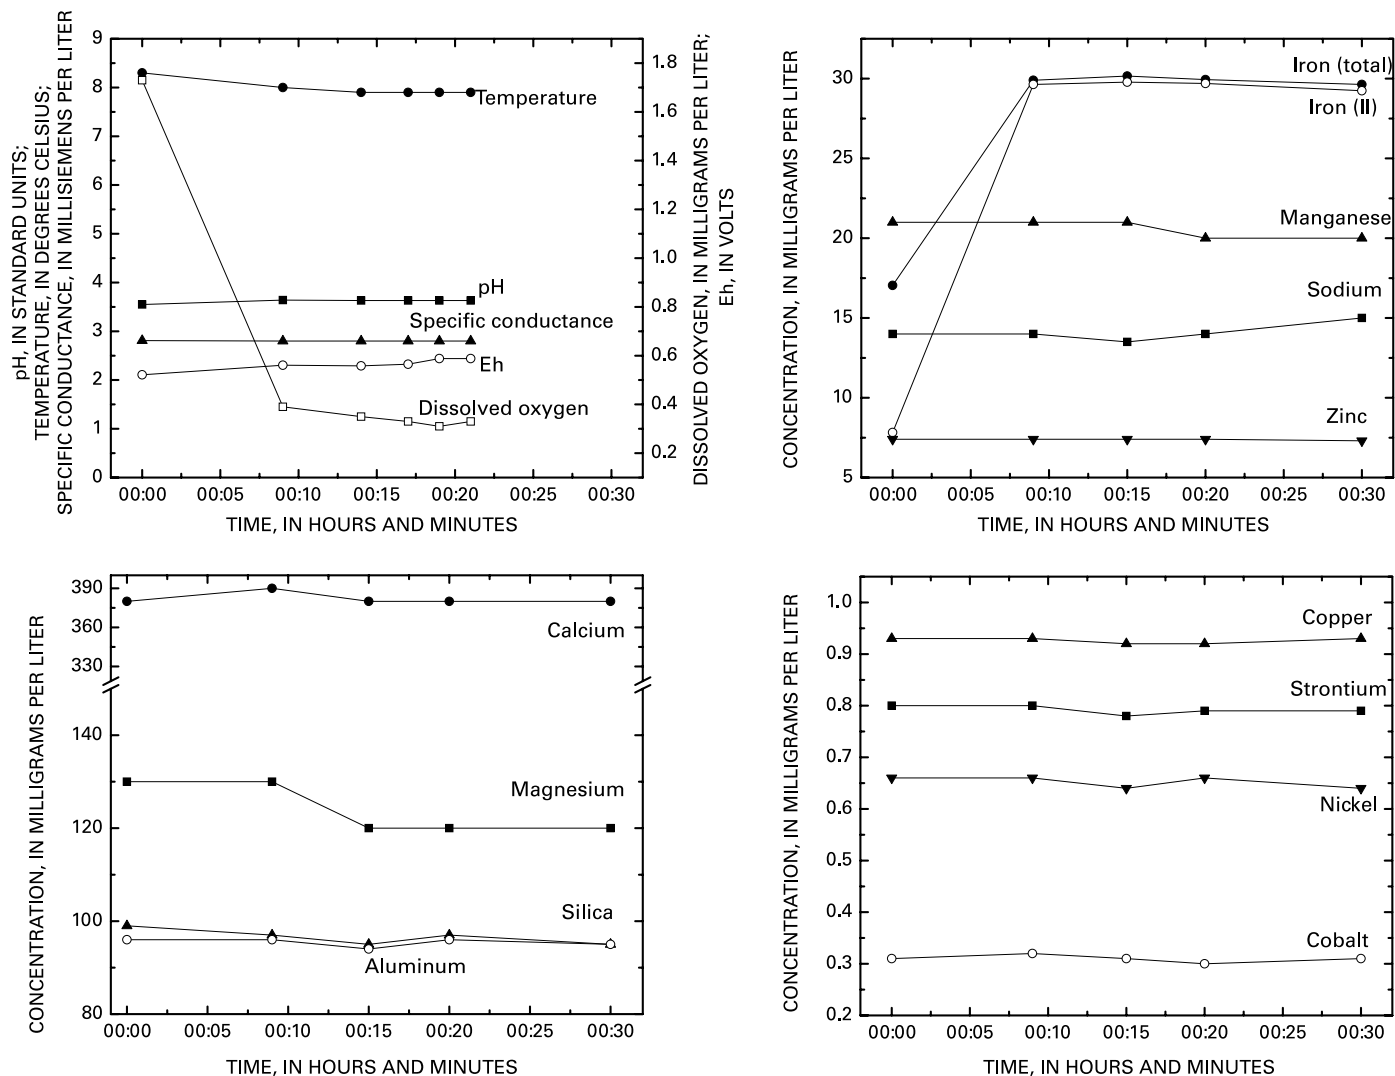 pH, IN STANDARD UNITS;
TEMPERATURE, IN DEGREES CELSIUS;
SPECIFIC CONDUCTANCE, IN MILLISIEMENS PER LITER
9
8
7
6
5
4
3
2
1
0
Temperature
pH
Specific conductance
Eh
Dissolved oxygen
1.8
1.6
1.4
1.2
1.0
0.8
0.6
0.4
0.2
DISSOLVED OXYGEN, IN MILLIGRAMS PER LITER;
Eh, IN VOLTS
00:00 00:05 00:10 00:15 00:20 00:25 00:30
TIME, IN HOURS AND MINUTES
CONCENTRATION, IN MILLIGRAMS PER LITER
30
25
20
15
10
5
Iron (total)
Iron (II)
Manganese
Sodium
Zinc
00:00 00:05 00:10 00:15 00:20 00:25 00:30
TIME, IN HOURS AND MINUTES
CONCENTRATION, IN MILLIGRAMS PER LITER
390
360
330
140
120
100
80
Calcium
Magnesium
Silica
Aluminum
00:00 00:05 00:10 00:15 00:20 00:25 00:30
TIME, IN HOURS AND MINUTES
CONCENTRATION, IN MILLIGRAMS PER LITER
1.0
0.9
0.8
0.7
0.6
0.5
0.4
0.3
0.2
Copper
Strontium
Nickel
Cobalt
00:00 00:05 00:10 00:15 00:20 00:25 00:30
TIME, IN HOURS AND MINUTES